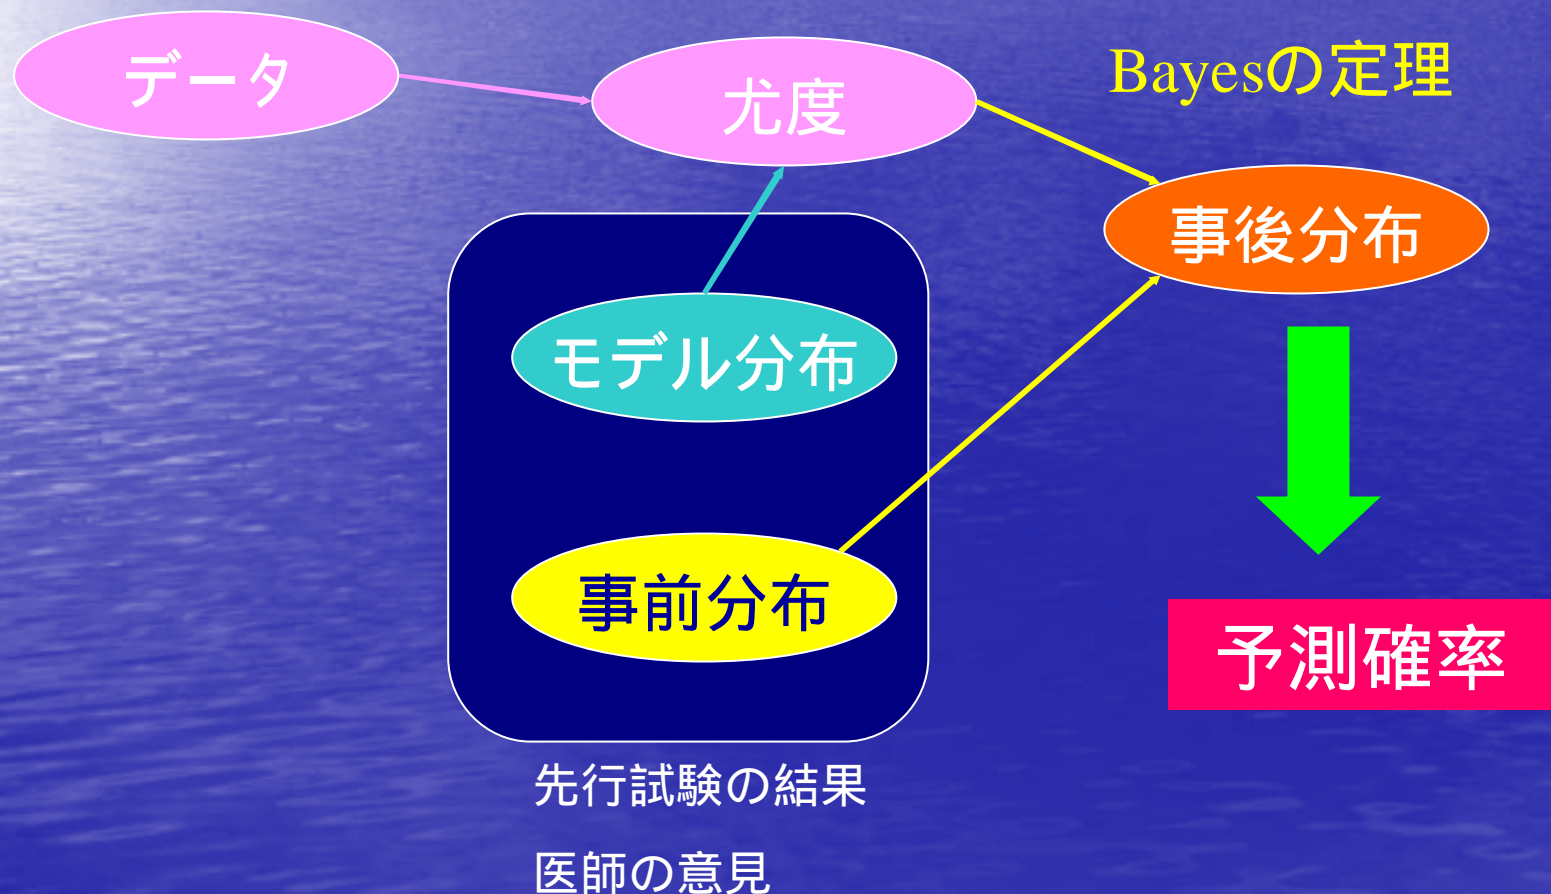 データ
尤度
Bayesの定理
事後分布
モデル分布
事前分布
予測確率
先行試験の結果
医師の意見